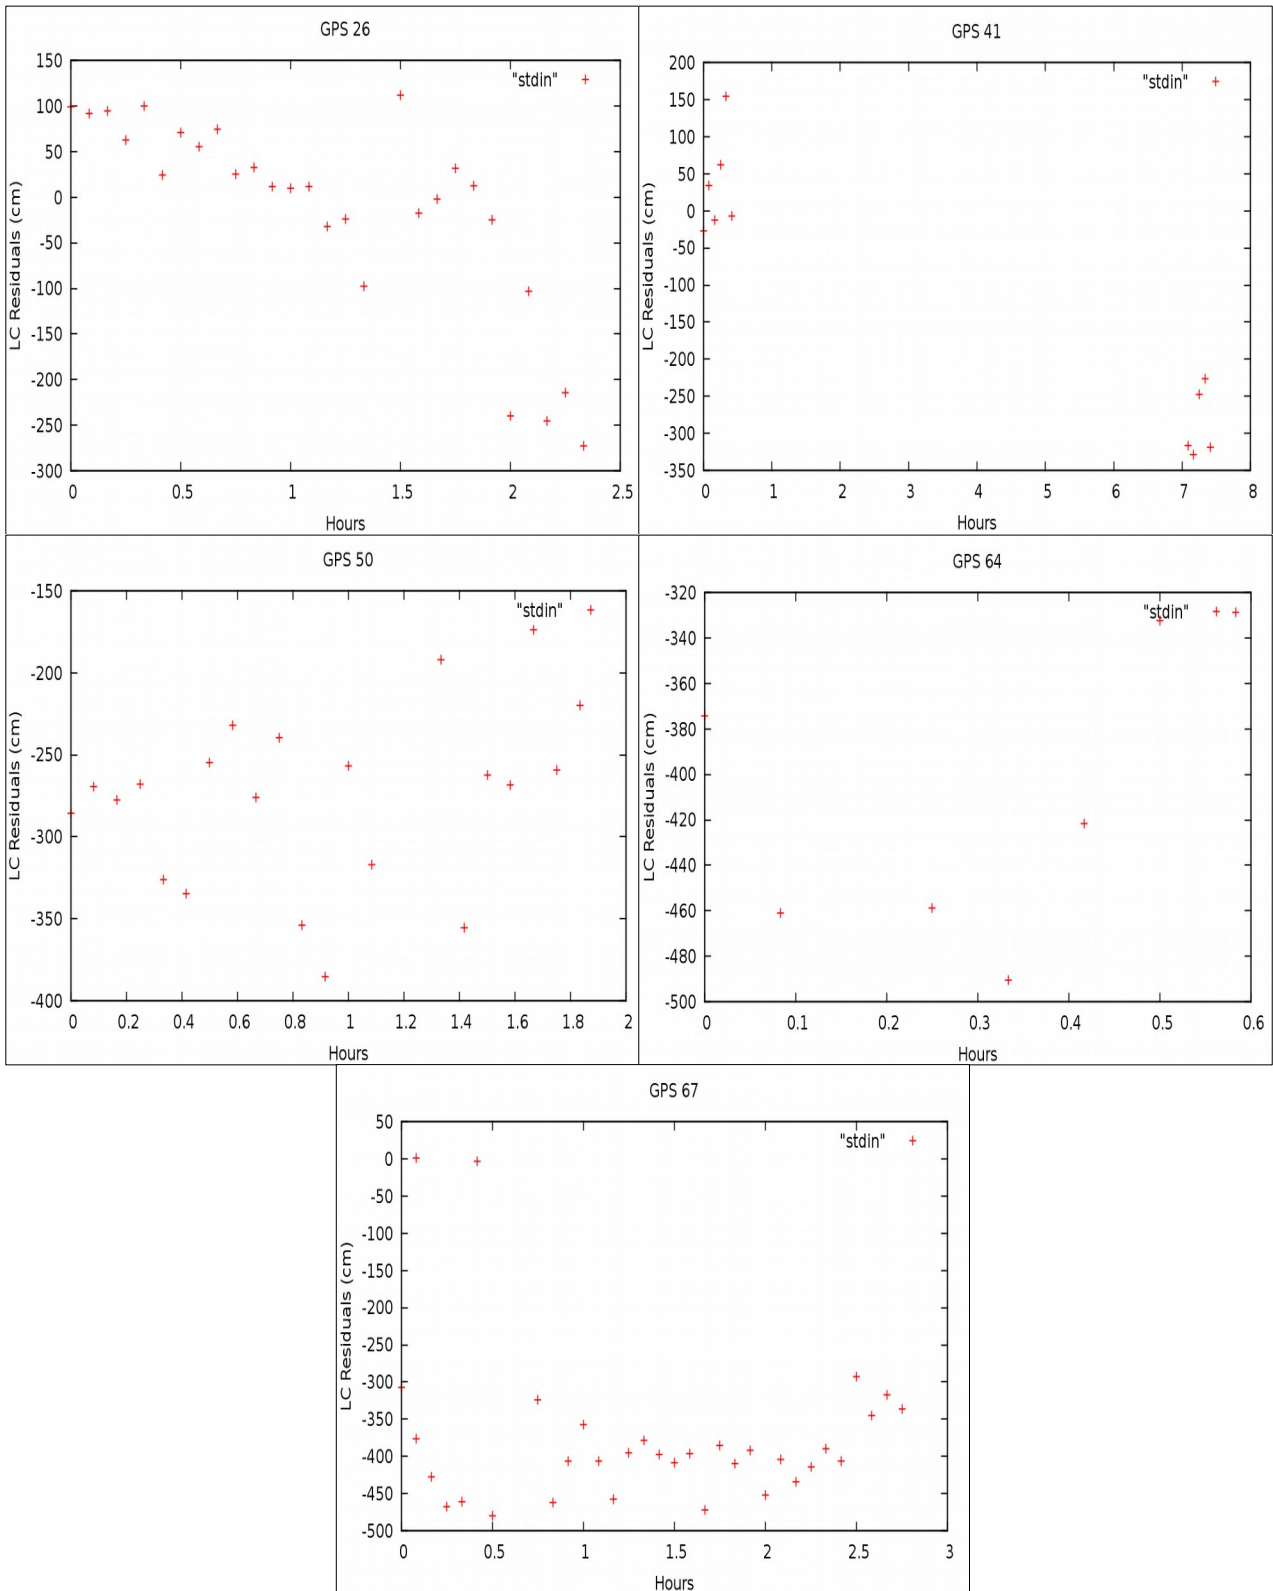 GPS 26
150
100
50
0
-50
-100
-150
-200
-250
-300
LC Residuals (cm)
"stdin"
0 0.5 1 1.5 2 2.5
Hours
GPS 41
200
150
100
50
0
-50
-100
-150
-200
-250
-300
-350
LC Residuals (cm)
"stdin"
0 1 2 3 4 5 6 7 8
Hours
GPS 50
-150
-200
-250
-300
-350
-400
LC Residuals (cm)
"stdin"
0 0.2 0.4 0.6 0.8 1 1.2 1.4 1.6 1.8 2
Hours
GPS 64
-320
-340
-360
-380
-400
-420
-440
-460
-480
-500
LC Residuals (cm)
"stdin"
0 0.1 0.2 0.3 0.4 0.5 0.6
Hours
GPS 67
50
0
-50
-100
-150
-200
-250
-300
-350
-400
-450
-500
LC Residuals (cm)
"stdin"
0 0.5 1 1.5 2 2.5 3
Hours